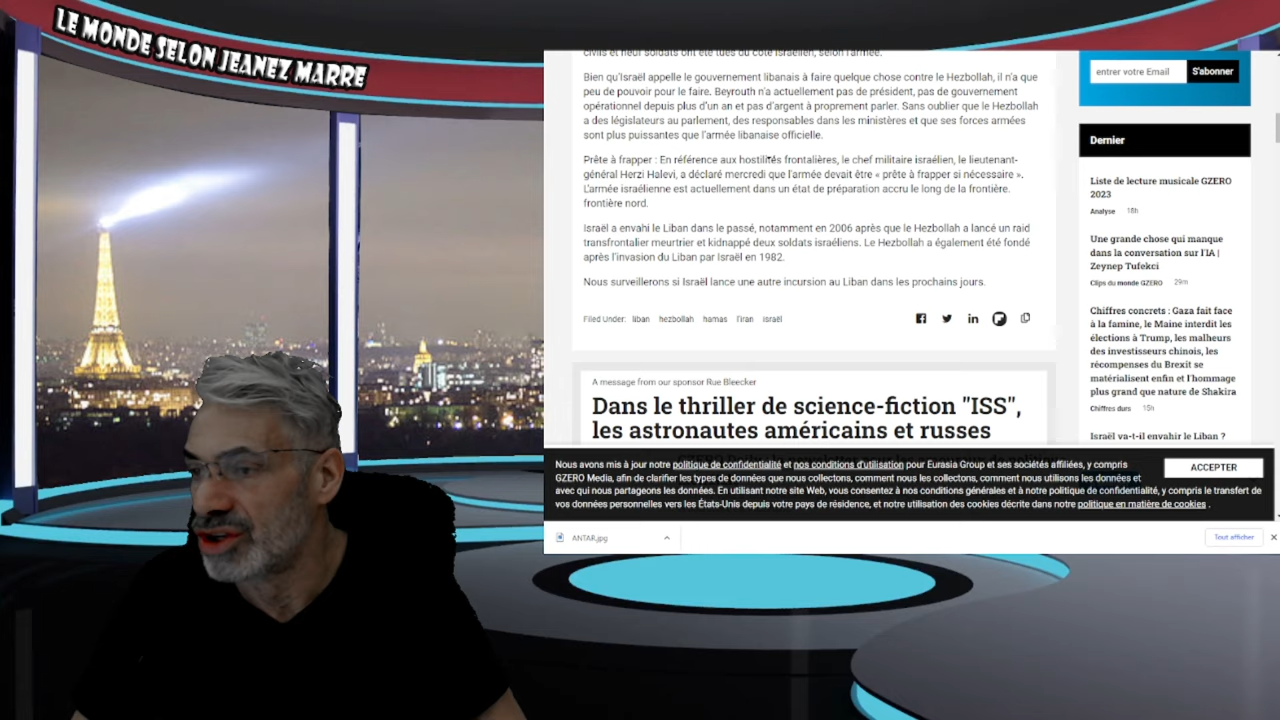 LE MONDE SELON JEANEZ MARRE
civils et neuf soldats ont été tués du côté israélien, selon l'armée.
Bien qu'Israël appelle le gouvernement libanais à faire quelque chose contre le Hezbollah, il n'a que
peu de pouvoir pour le faire. Beyrouth n'a actuellement pas de président, pas de gouvernement
opérationnel depuis plus d'un an et pas d'argent à proprement parler. Sans oublier que le Hezbollah
a des législateurs au parlement, des responsables dans les ministères et que ses forces armées
sont plus puissantes que l'armée libanaise officielle.
Prête à frapper : En référence aux hostilités frontalières, le chef militaire israélien, le lieutenant-
général Herzi Halevi, a déclaré mercredi que l'armée devait être « prête à frapper si nécessaire ».
L'armée israélienne est actuellement dans un état de préparation accru le long de la frontière.
frontière nord.
Israël a envahi le Liban dans le passé, notamment en 2006 après que le Hezbollah a lancé un raid
transfrontalier meurtrier et kidnappé deux soldats israéliens. Le Hezbollah a également été fondé
après l'invasion du Liban par Israël en 1982.
Nous surveillerons si Israël lance une autre incursion au Liban dans les prochains jours.
Filed Under: liban hezbollah hamas l'iran israël
A message from our sponsor Rue Bleecker
Dans le thriller de science-fiction "ISS",
les astronautes américains et russes
entrer votre Email S'abonner
Dernier
Liste de lecture musicale GZERO
2023
Analyse 16h
Une grande chose qui manque
dans la conversation sur l'IA |
Zeynep Tufekci
Clips du monde GZERO 29m
Chiffres concrets : Gaza fait face
à la famine, le Maine interdit les
élections à Trump, les malheurs
des investisseurs chinois, les
récompenses du Brexit se
matérialisent enfin et l'hommage
plus grand que nature de Shakira
Chiffres durs 15h
Israël va-t-il envahir le Liban ?
Nous avons mis à jour notre politique de confidentialité et nos conditions d'utilisation pour Eurasia Group et ses sociétés affiliées, y compris
GZERO Media, afin de clarifier les types de données que nous collectons, comment nous les collectons, comment nous utilisons les données et
avec qui nous partageons les données. En utilisant notre site Web, vous consentez à nos conditions générales et à notre politique de confidentialité, y compris le transfert de
vos données personnelles vers les États-Unis depuis votre pays de résidence, et notre utilisation des cookies décrite dans notre politique en matière de cookies .
ACCEPTER
ANTAR.jpg
Tout afficher